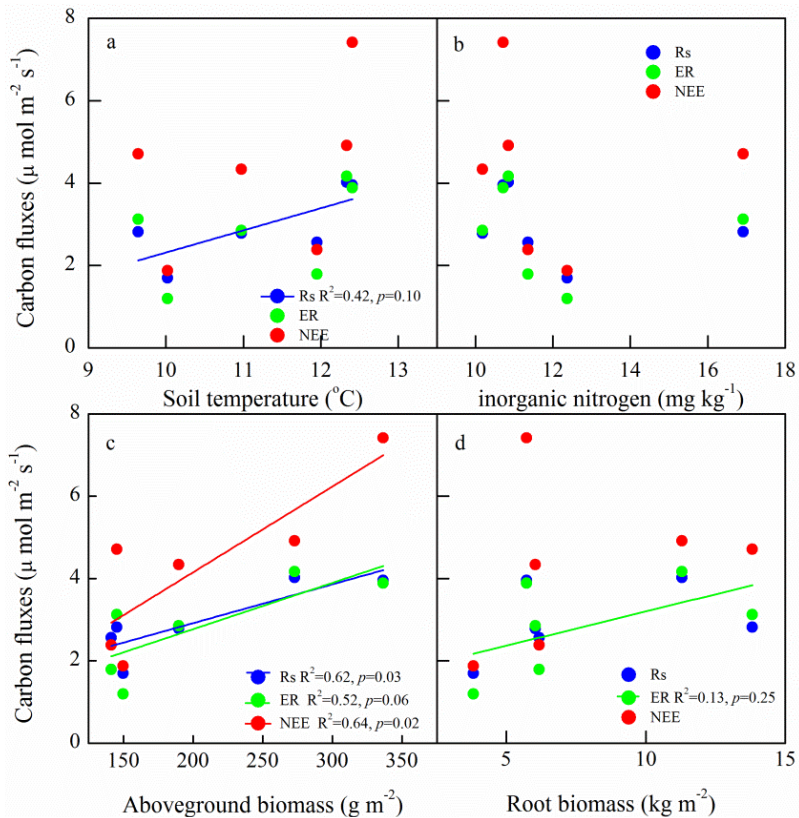 a
b
8
6
4
2
0
Carbon fluxes (μ mol m⁻² s⁻¹)
Rs
ER
NEE
Rs R²=0.42, p=0.10
ER
NEE
9 10 11 12 13
10 12 14 16 18
Soil temperature (°C)
inorganic nitrogen (mg kg⁻¹)
c
d
8
6
4
2
0
Carbon fluxes (μ mol m⁻² s⁻¹)
Rs R²=0.62, p=0.03
ER R²=0.52, p=0.06
NEE R²=0.64, p=0.02
Rs
ER R²=0.13, p=0.25
NEE
150 200 250 300 350
5 10 15
Aboveground biomass (g m⁻²)
Root biomass (kg m⁻²)